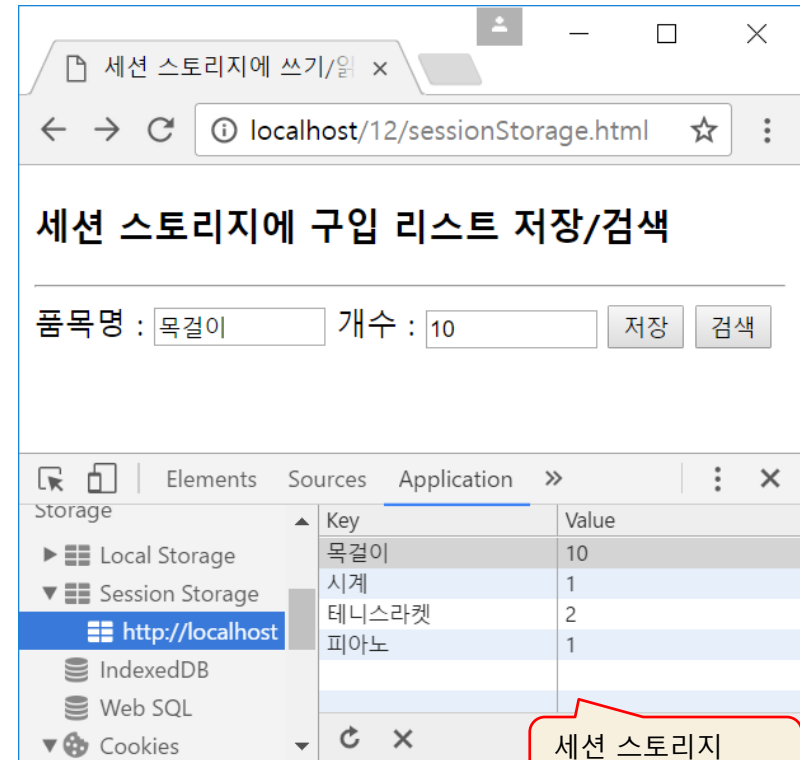 세션 스토리지에 쓰기/읽
localhost/12/sessionStorage.html
세션 스토리지에 구입 리스트 저장/검색
품목명 : 목걸이 개수 : 10 저장 검색
Elements Sources Application
Storage
Key Value
Local Storage
목걸이 10
Session Storage
시계 1
http://localhost
테니스라켓 2
피아노 1
IndexedDB
Web SQL
Cookies
세션 스토리지